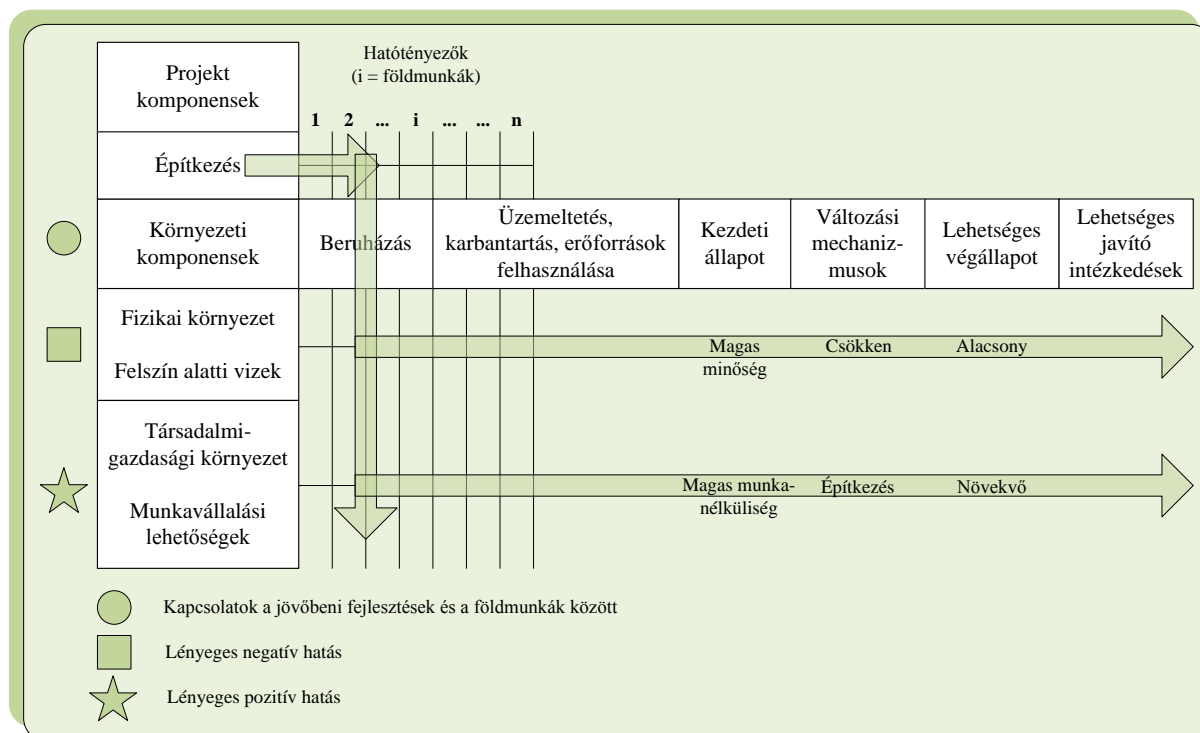 Projekt
komponensek
Hatótényezők
(i = földmunkák)
1 2 ... i ... ... n
Építkezés
Környezeti
komponensek
Beruházás
Üzemeltetés,
karbantartás, erőforrások
felhasználása
Kezdeti
állapot
Változási
mechaniz-
musok
Lehetséges
végállapot
Lehetséges
javító
intézkedések
Fizikai környezet
Felszín alatti vizek
Magas
minőség
Csökken
Alacsony
Társadalmi-
gazdasági környezet
Munkavállalási
lehetőségek
Magas munka-
nélküliség
Építkezés
Növekvő
Kapcsolatok a jövőbeni fejlesztések és a földmunkák között
Lényeges negatív hatás
Lényeges pozitív hatás